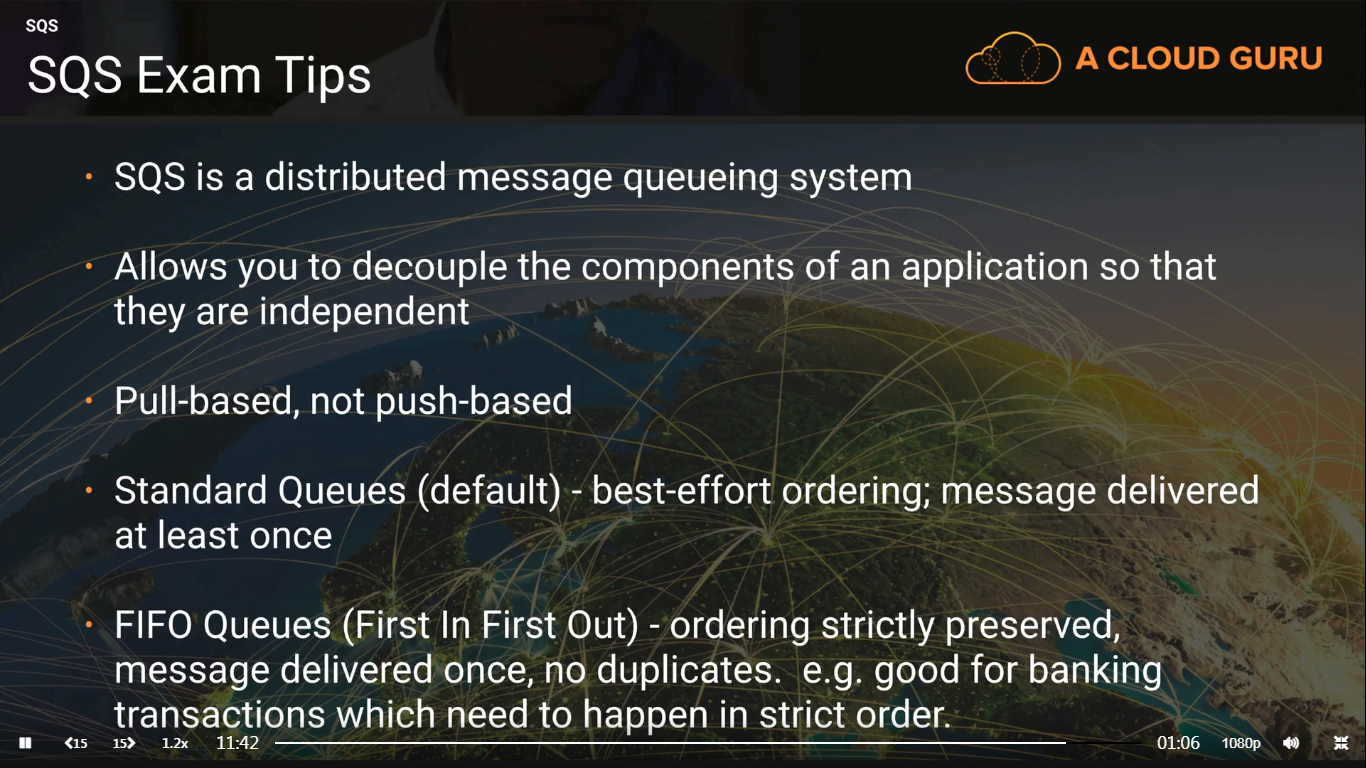 SQS
SQS Exam Tips
A CLOUD GURU
• SQS is a distributed message queueing system
• Allows you to decouple the components of an application so that
they are independent
• Pull-based, not push-based
• Standard Queues (default) - best-effort ordering; message delivered
at least once
• FIFO Queues (First In First Out) - ordering strictly preserved,
message delivered once, no duplicates.  e.g. good for banking
transactions which need to happen in strict order.
15 15 1.2x 11:42 01:06 1080p